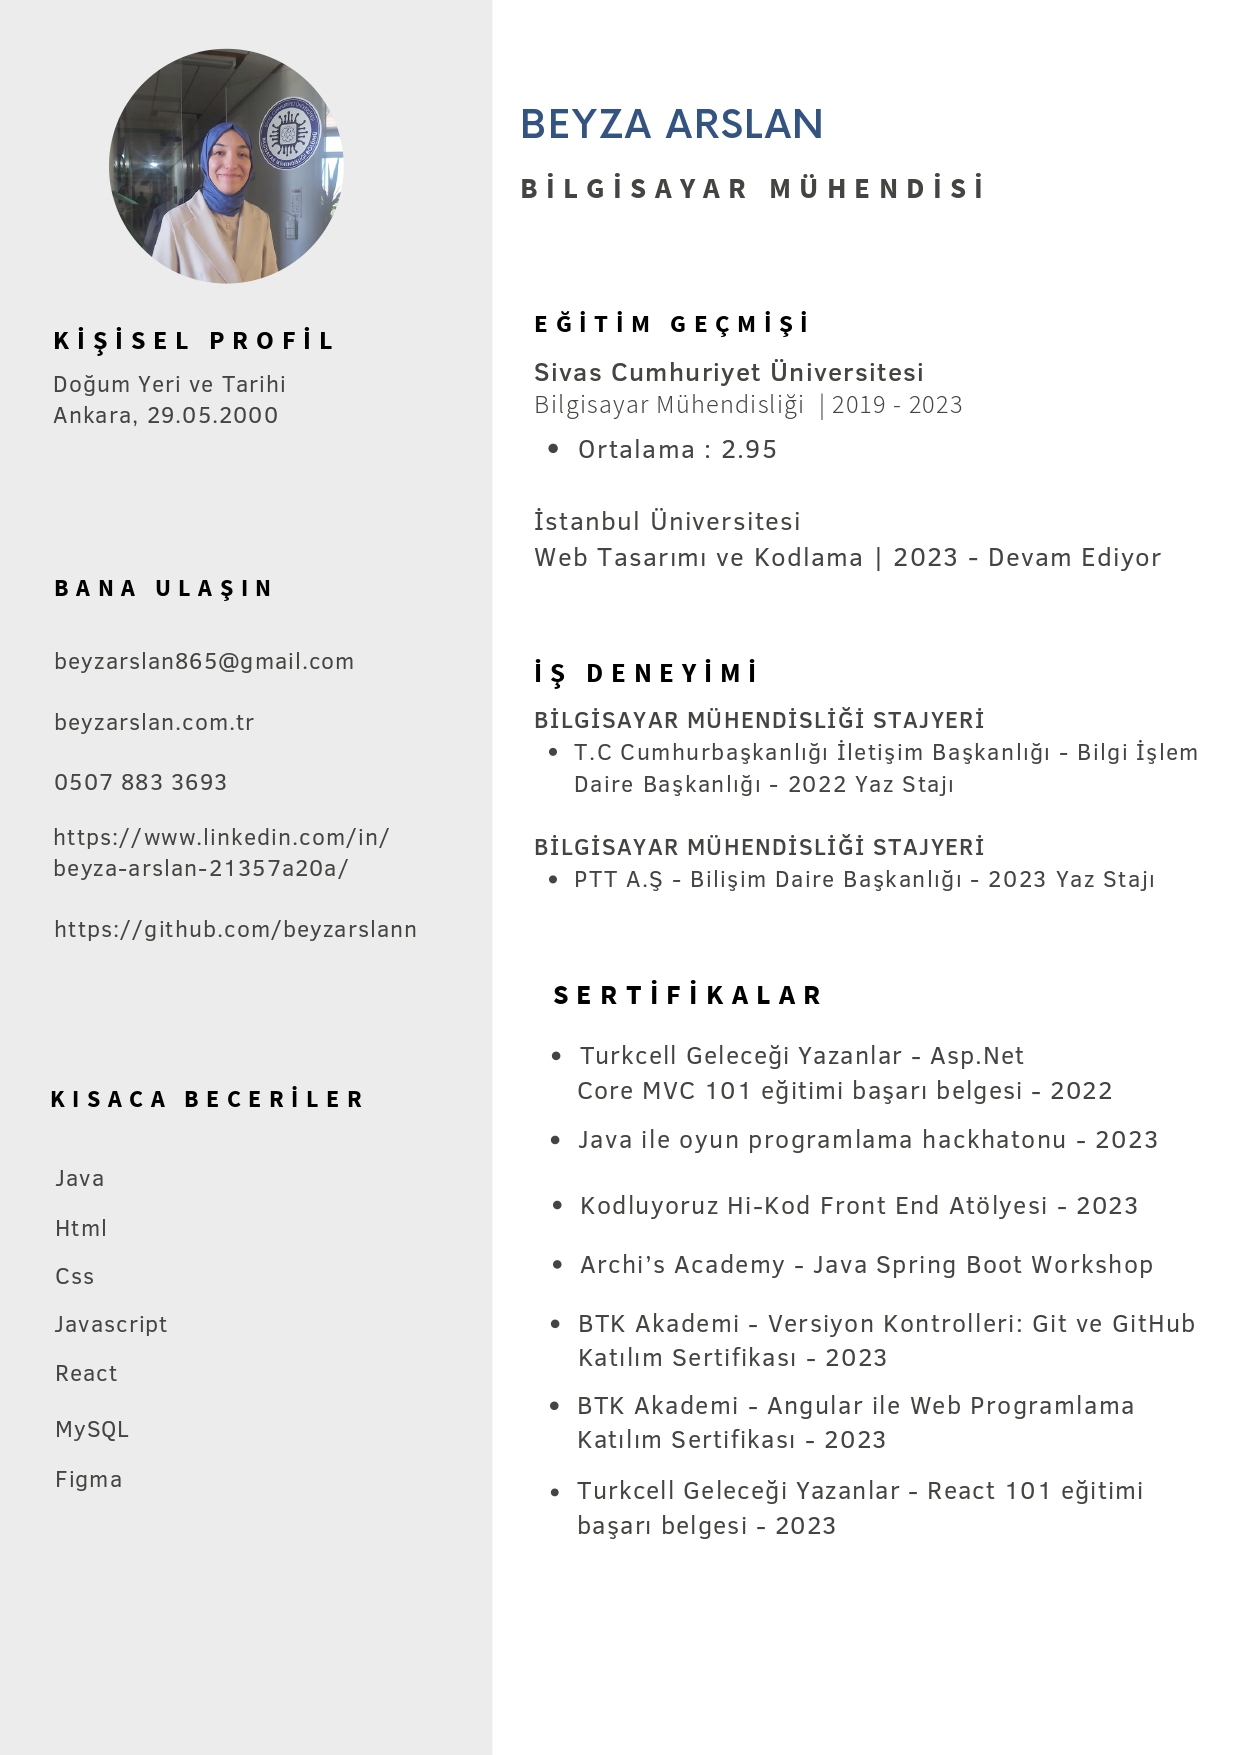 KİŞİSEL PROFİL
Doğum Yeri ve Tarihi
Ankara, 29.05.2000
BANA ULAŞIN
beyzarslan865@gmail.com
beyzarslan.com.tr
0507 883 3693
https://www.linkedin.com/in/
beyza-arslan-21357a20a/
https://github.com/beyzarslann
KISACA BECERİLER
Java
Html
Css
Javascript
React
MySQL
Figma
BEYZA ARSLAN
BİLGİSAYAR MÜHENDİSİ
EĞİTİM GEÇMİŞİ
Sivas Cumhuriyet Üniversitesi
Bilgisayar Mühendisliği | 2019 - 2023
• Ortalama : 2.95
İstanbul Üniversitesi
Web Tasarımı ve Kodlama | 2023 - Devam Ediyor
İŞ DENEYİMİ
BİLGİSAYAR MÜHENDİSLİĞİ STAJYERİ
• T.C Cumhurbaşkanlığı İletişim Başkanlığı - Bilgi İşlem
Daire Başkanlığı - 2022 Yaz Stajı
BİLGİSAYAR MÜHENDİSLİĞİ STAJYERİ
• PTT A.Ş - Bilişim Daire Başkanlığı - 2023 Yaz Stajı
SERTİFİKALAR
• Turkcell Geleceği Yazanlar - Asp.Net
Core MVC 101 eğitimi başarı belgesi - 2022
• Java ile oyun programlama hackhatonu - 2023
• Kodluyoruz Hi-Kod Front End Atölyesi - 2023
• Archi’s Academy - Java Spring Boot Workshop
• BTK Akademi - Versiyon Kontrolleri: Git ve GitHub
Katılım Sertifikası - 2023
• BTK Akademi - Angular ile Web Programlama
Katılım Sertifikası - 2023
• Turkcell Geleceği Yazanlar - React 101 eğitimi
başarı belgesi - 2023